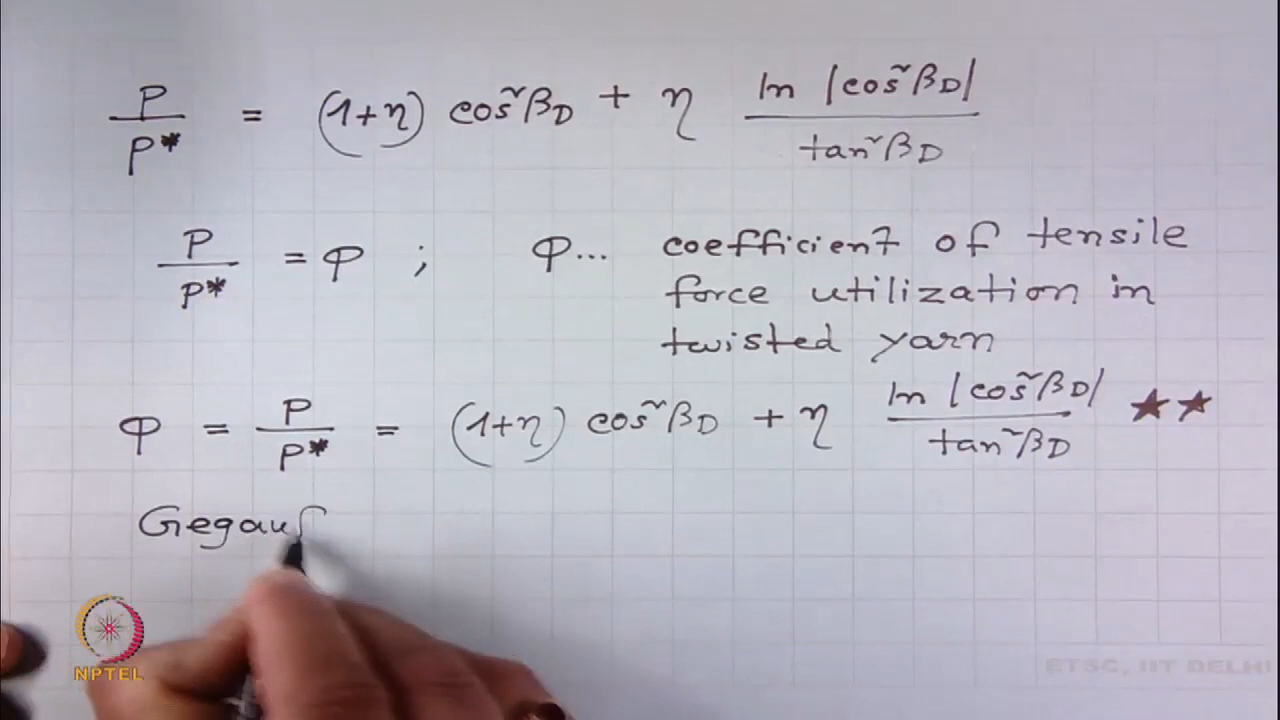 P/P* = (1+η) cos²β_D + η ln |cos²β_D| / tan²β_D
P/P* = φ ; φ... coefficient of tensile
force utilization in
twisted yarn
φ = P/P* = (1+η) cos²β_D + η ln |cos²β_D| / tan²β_D ★★
Gegauf
NPTEL
ETSC, IIT DELHI